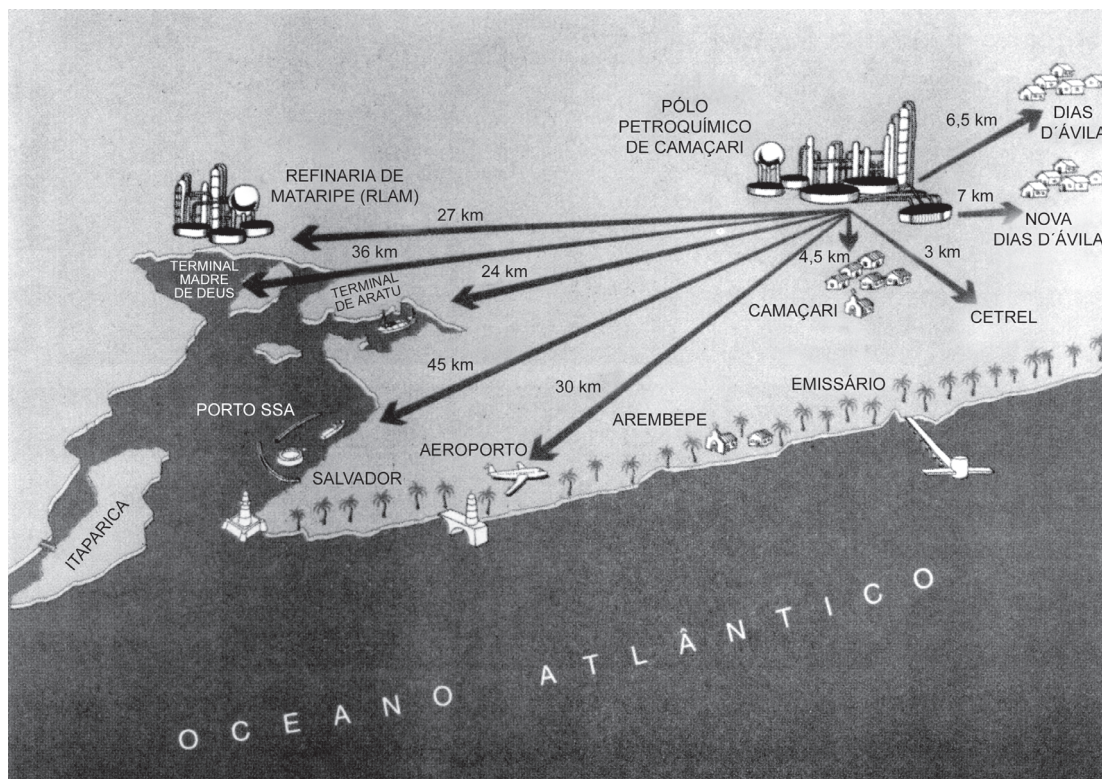 PÓLO
PETROQUÍMICO
DE CAMAÇARI
6,5 km
DIAS
D´ÁVILA
REFINARIA DE
MATARIPE (RLAM)
7 km
NOVA
DIAS D´ÁVILA
27 km
36 km
24 km
4,5 km
3 km
TERMINAL
MADRE
DE DEUS
TERMINAL
DE ARATU
CAMAÇARI
CETREL
45 km
30 km
EMISSÁRIO
PORTO SSA
AREMBEPE
AEROPORTO
SALVADOR
ITAPARICA
OCEANO ATLÂNTICO